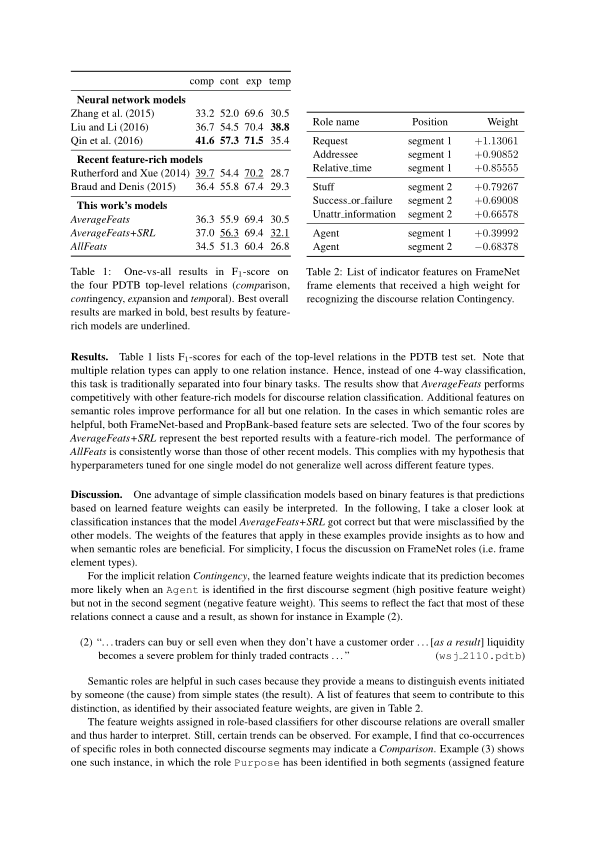 comp cont exp temp
Neural network models
Zhang et al. (2015) 33.2 52.0 69.6 30.5
Liu and Li (2016) 36.7 54.5 70.4 38.8
Qin et al. (2016) 41.6 57.3 71.5 35.4
Recent feature-rich models
Rutherford and Xue (2014) 39.7 54.4 70.2 28.7
Braud and Denis (2015) 36.4 55.8 67.4 29.3
This work's models
AverageFeats 36.3 55.9 69.4 30.5
AverageFeats+SRL 37.0 56.3 69.4 32.1
AllFeats 34.5 51.3 60.4 26.8
Table 1: One-vs-all results in F1-score on
the four PDTB top-level relations (comparison,
contingency, expansion and temporal). Best overall
results are marked in bold, best results by feature-
rich models are underlined.
Role name Position Weight
Request segment 1 +1.13061
Addressee segment 1 +0.90852
Relative_time segment 1 +0.85555
Stuff segment 2 +0.79267
Success_or_failure segment 2 +0.69008
Unattr_information segment 2 +0.66578
Agent segment 1 +0.39992
Agent segment 2 −0.68378
Table 2: List of indicator features on FrameNet
frame elements that received a high weight for
recognizing the discourse relation Contingency.
Results. Table 1 lists F1-scores for each of the top-level relations in the PDTB test set. Note that
multiple relation types can apply to one relation instance. Hence, instead of one 4-way classification,
this task is traditionally separated into four binary tasks. The results show that AverageFeats performs
competitively with other feature-rich models for discourse relation classification. Additional features on
semantic roles improve performance for all but one relation. In the cases in which semantic roles are
helpful, both FrameNet-based and PropBank-based feature sets are selected. Two of the four scores by
AverageFeats+SRL represent the best reported results with a feature-rich model. The performance of
AllFeats is consistently worse than those of other recent models. This complies with my hypothesis that
hyperparameters tuned for one single model do not generalize well across different feature types.
Discussion. One advantage of simple classification models based on binary features is that predictions
based on learned feature weights can easily be interpreted. In the following, I take a closer look at
classification instances that the model AverageFeats+SRL got correct but that were misclassified by the
other models. The weights of the features that apply in these examples provide insights as to how and
when semantic roles are beneficial. For simplicity, I focus the discussion on FrameNet roles (i.e. frame
element types).
For the implicit relation Contingency, the learned feature weights indicate that its prediction becomes
more likely when an Agent is identified in the first discourse segment (high positive feature weight)
but not in the second segment (negative feature weight). This seems to reflect the fact that most of these
relations connect a cause and a result, as shown for instance in Example (2).
(2) “. . . traders can buy or sell even when they don't have a customer order . . . [as a result] liquidity
becomes a severe problem for thinly traded contracts . . . ” (wsj_2110.pdtb)
Semantic roles are helpful in such cases because they provide a means to distinguish events initiated
by someone (the cause) from simple states (the result). A list of features that seem to contribute to this
distinction, as identified by their associated feature weights, are given in Table 2.
The feature weights assigned in role-based classifiers for other discourse relations are overall smaller
and thus harder to interpret. Still, certain trends can be observed. For example, I find that co-occurrences
of specific roles in both connected discourse segments may indicate a Comparison. Example (3) shows
one such instance, in which the role Purpose has been identified in both segments (assigned feature